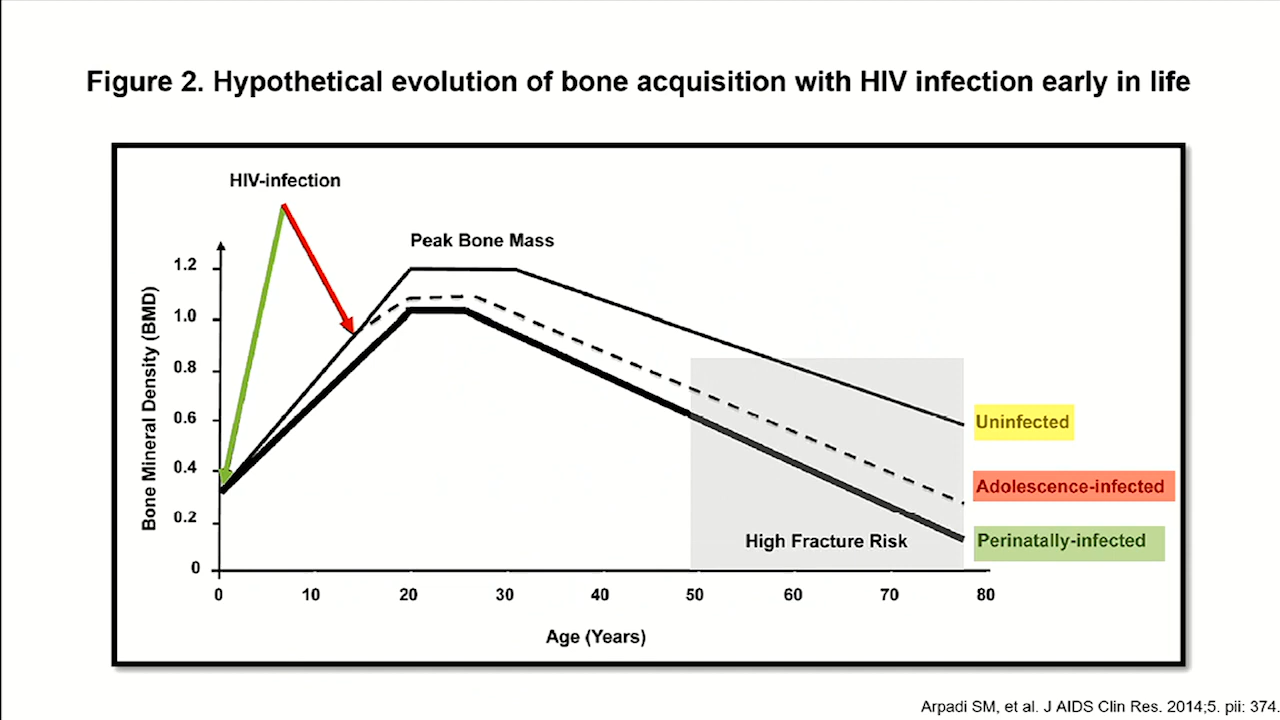 Figure 2. Hypothetical evolution of bone acquisition with HIV infection early in life
HIV-infection
Peak Bone Mass
Bone Mineral Density (BMD)
1.2
1.0
0.8
0.6
0.4
0.2
0
Uninfected
Adolescence-infected
Perinatally-infected
High Fracture Risk
0 10 20 30 40 50 60 70 80
Age (Years)
Arpadi SM, et al. J AIDS Clin Res. 2014;5. pii: 374.